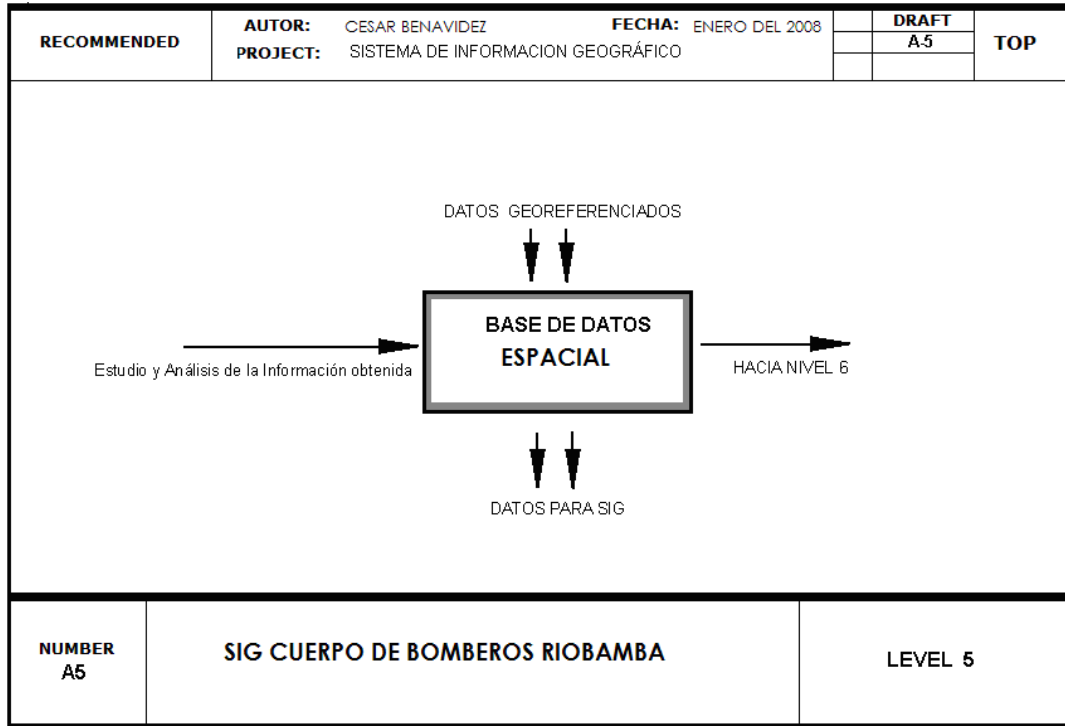 RECOMMENDED
AUTOR: CESAR BENAVIDEZ FECHA: ENERO DEL 2008
PROJECT: SISTEMA DE INFORMACION GEOGRÁFICO
DRAFT
A-5
TOP
DATOS GEOREFERENCIADOS
BASE DE DATOS
ESPACIAL
Estudio y Análisis de la Información obtenida
HACIA NIVEL 6
DATOS PARA SIG
NUMBER
A5
SIG CUERPO DE BOMBEROS RIOBAMBA
LEVEL 5